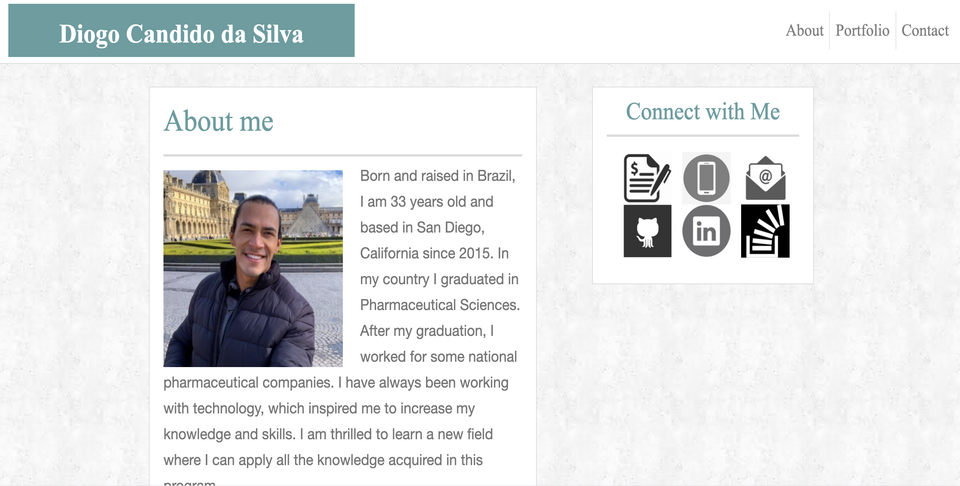 Diogo Candido da Silva
About
Portfolio
Contact
About me
Born and raised in Brazil,
I am 33 years old and
based in San Diego,
California since 2015. In
my country I graduated in
Pharmaceutical Sciences.
After my graduation, I
worked for some national
pharmaceutical companies. I have always been working
with technology, which inspired me to increase my
knowledge and skills. I am thrilled to learn a new field
where I can apply all the knowledge acquired in this
program
Connect with Me
$
@
in